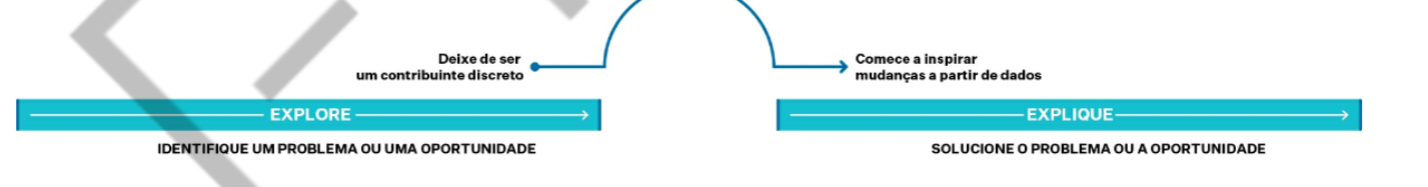 Deixe de ser
um contribuinte discreto
Comece a inspirar
mudanças a partir de dados
EXPLORE
EXPLIQUE
IDENTIFIQUE UM PROBLEMA OU UMA OPORTUNIDADE
SOLUCIONE O PROBLEMA OU A OPORTUNIDADE